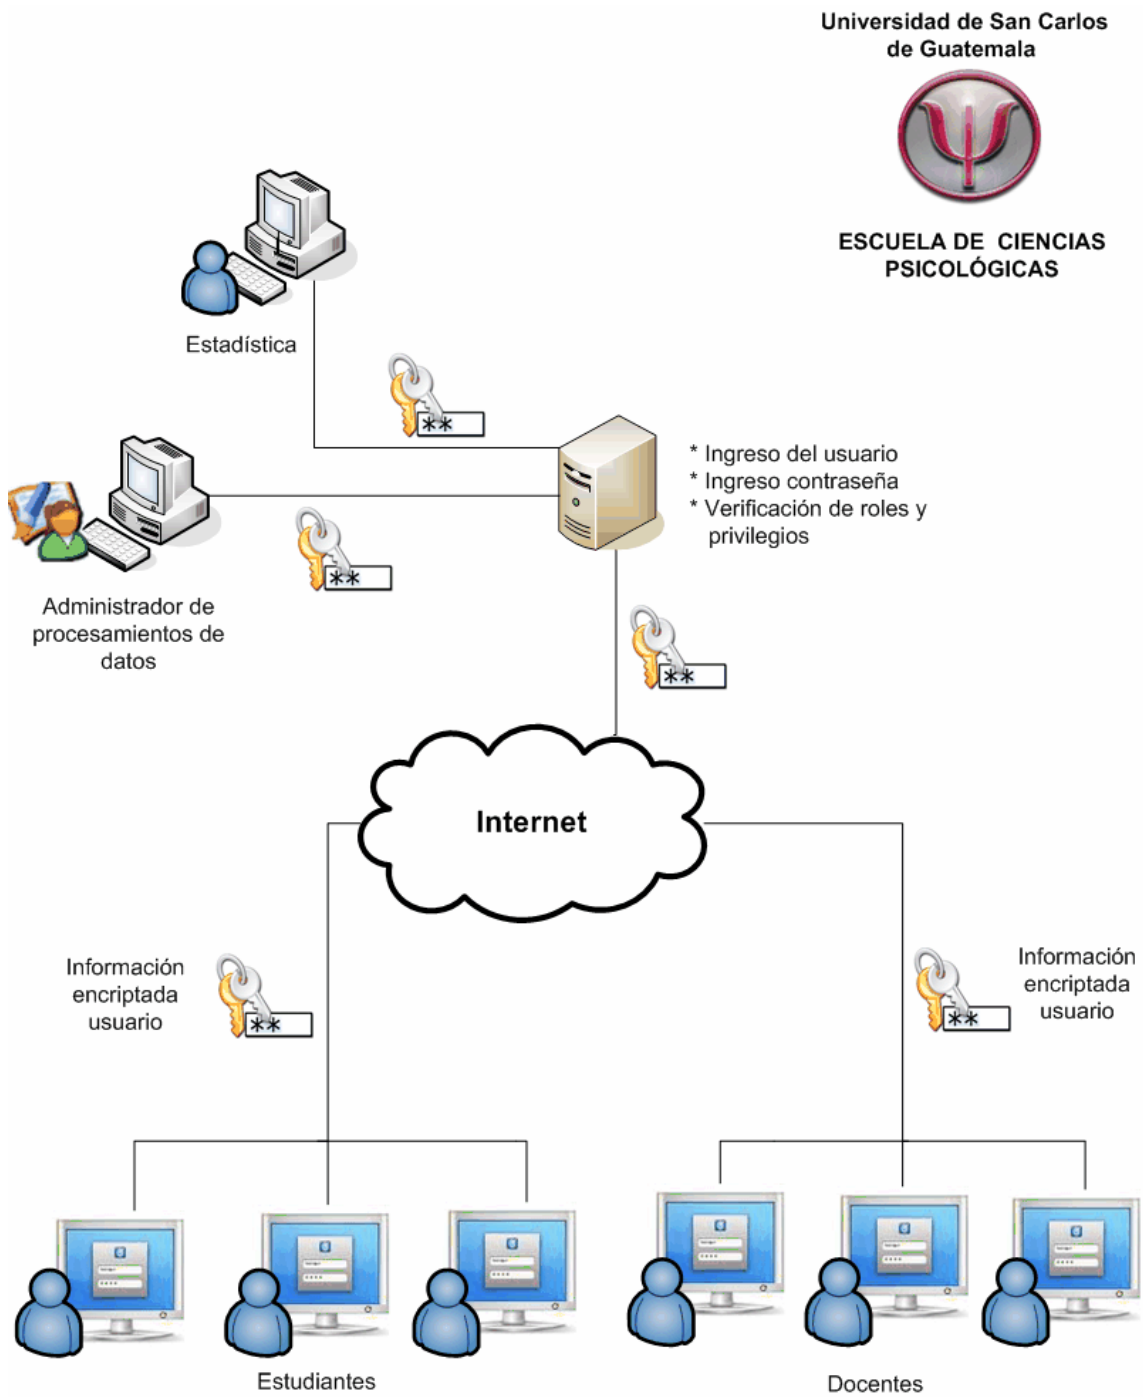 Universidad de San Carlos
de Guatemala
ESCUELA DE CIENCIAS
PSICOLÓGICAS
Estadística
**
* Ingreso del usuario
* Ingreso contraseña
* Verificación de roles y
privilegios
**
Administrador de
procesamientos de
datos
**
Internet
Información
encriptada
usuario
**
Información
encriptada
usuario
**
Estudiantes
Docentes